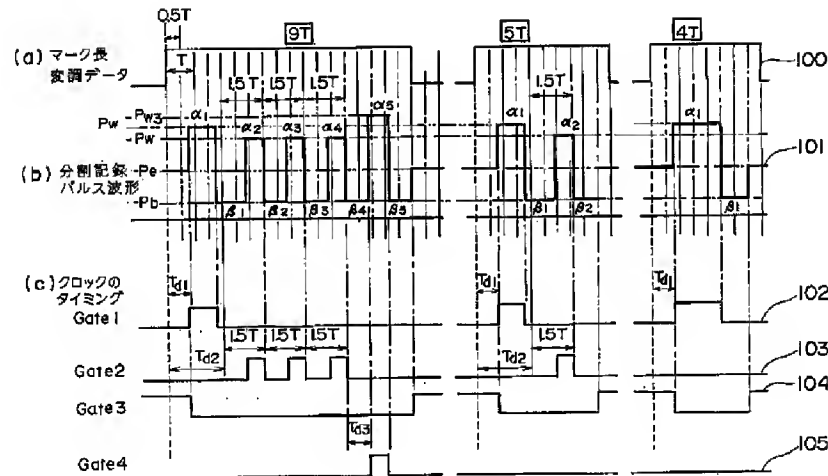 0.5T
9T 5T 4T
(a) マーク長
変調データ
T
1.5T 1.5T 1.5T 1.5T
100
Pw3
Pw
Pw
α1 α2 α3 α4 α5 α1 α2 α1
(b) 分割記録
パルス波形
Pe
Pb
101
β1 β2 β3 β4 β5 β1 β2 β1
(c) クロックの
タイミング
Td1 Td1 Td1
Gate1
102
1.5T 1.5T 1.5T 1.5T
Td2 Td2
Gate2
103
Gate3
104
Td3
Gate4
105